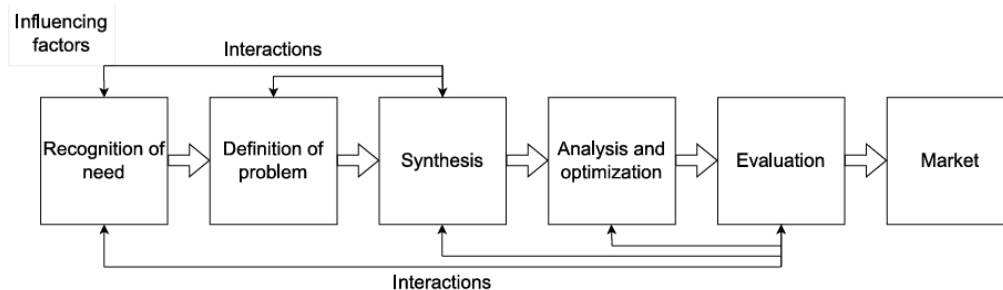 Influencing
factors
Interactions
Recognition of
need
Definition of
problem
Synthesis
Analysis and
optimization
Evaluation
Market
Interactions